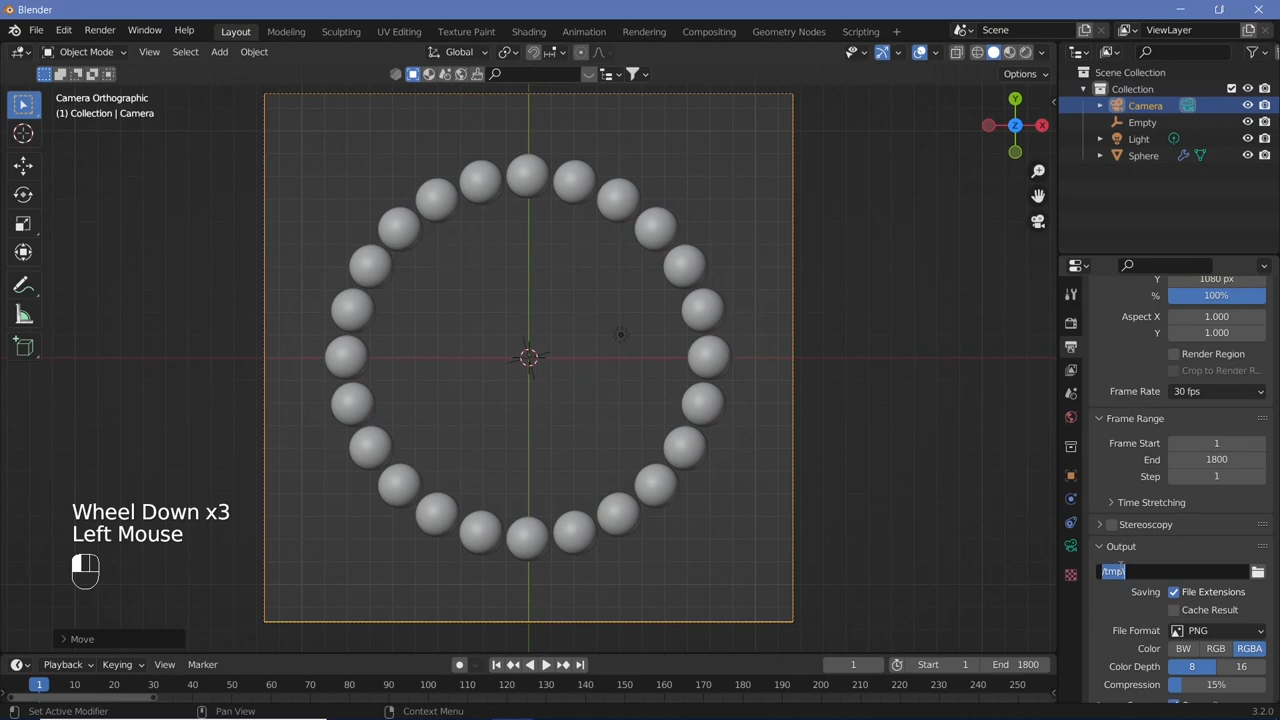 Blender
File Edit Render Window Help Layout Modeling Sculpting UV Editing Texture Paint Shading Animation Rendering Compositing Geometry Nodes Scripting + Scene ViewLayer
Object Mode View Select Add Object Global
Options
Camera Orthographic
(1) Collection | Camera
Y
X
Z
Scene Collection
Collection
Camera
Empty
Light
Sphere
Y 1080 px
% 100%
Aspect X 1.000
Y 1.000
Render Region
Crop to Render R...
Frame Rate 30 fps
Frame Range
Frame Start 1
End 1800
Step 1
Time Stretching
Stereoscopy
Output
/tmp\
Saving File Extensions
Cache Result
File Format PNG
Color BW RGB RGBA
Color Depth 8 16
Compression 15%
Wheel Down x3
Left Mouse
Move
Playback Keying View Marker 1 Start 1 End 1800
1 10 20 30 40 50 60 70 80 90 100 110 120 130 140 150 160 170 180 190 200 210 220 230 240 250
Set Active Modifier Pan View Context Menu 3.2.0